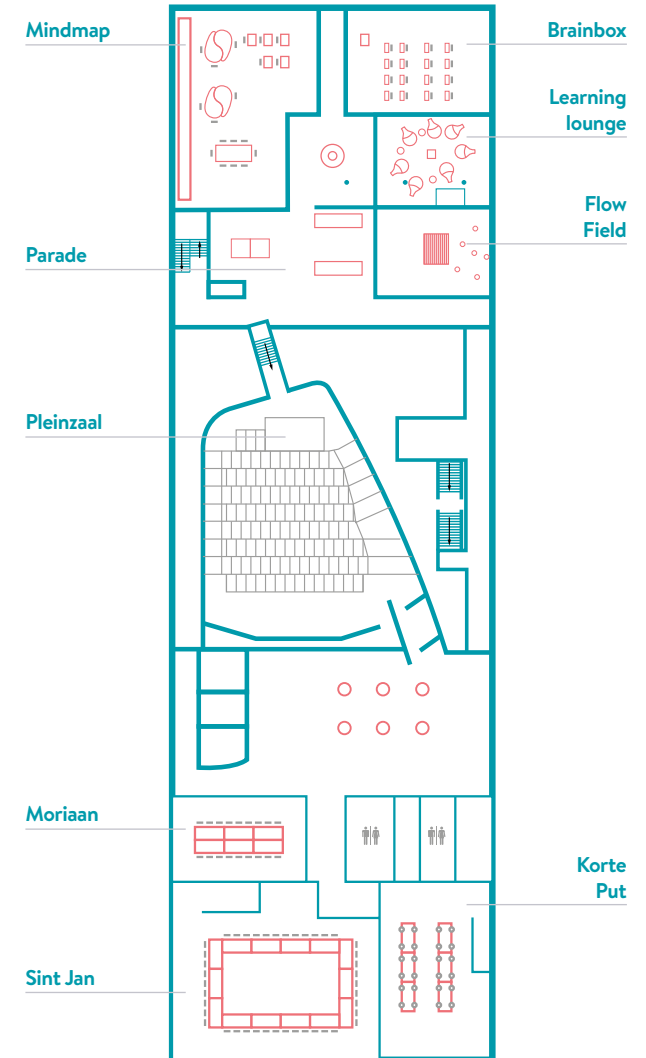 Mindmap
Brainbox
Learning
lounge
Flow
Field
Parade
Pleinzaal
Moriaan
Korte
Put
Sint Jan